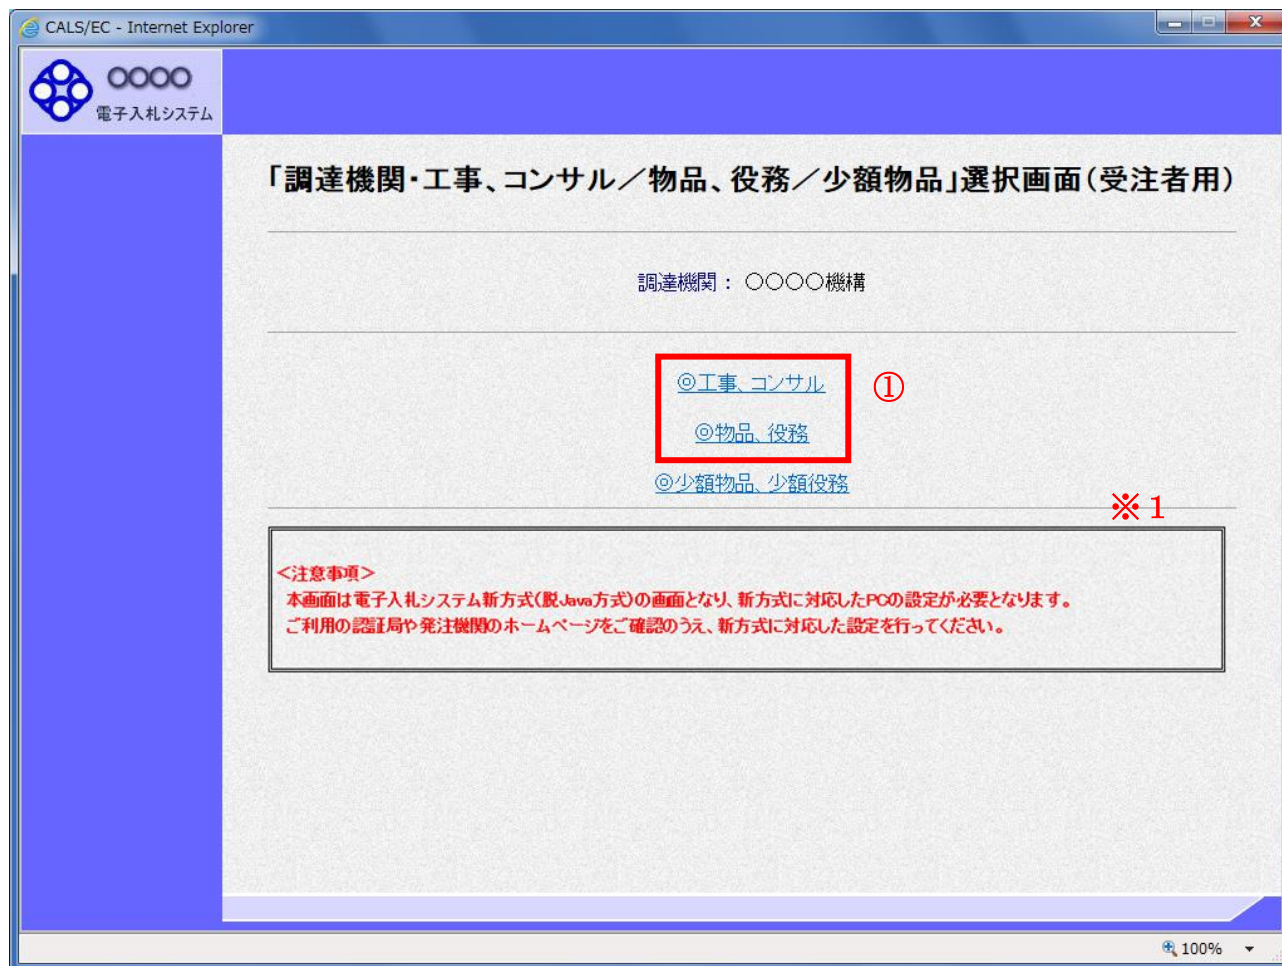 CALS/EC - Internet Explorer
〇〇〇〇
電子入札システム
「調達機関・工事、コンサル／物品、役務／少額物品」選択画面(受注者用)
調達機関： 〇〇〇〇機構
◎工事、コンサル
①
◎物品、役務
◎少額物品、少額役務
※１
＜注意事項＞
本画面は電子入札システム新方式(脱Java方式)の画面となり、新方式に対応したPCの設定が必要となります。
ご利用の認証局や発注機関のホームページをご確認のうえ、新方式に対応した設定を行ってください。
100%